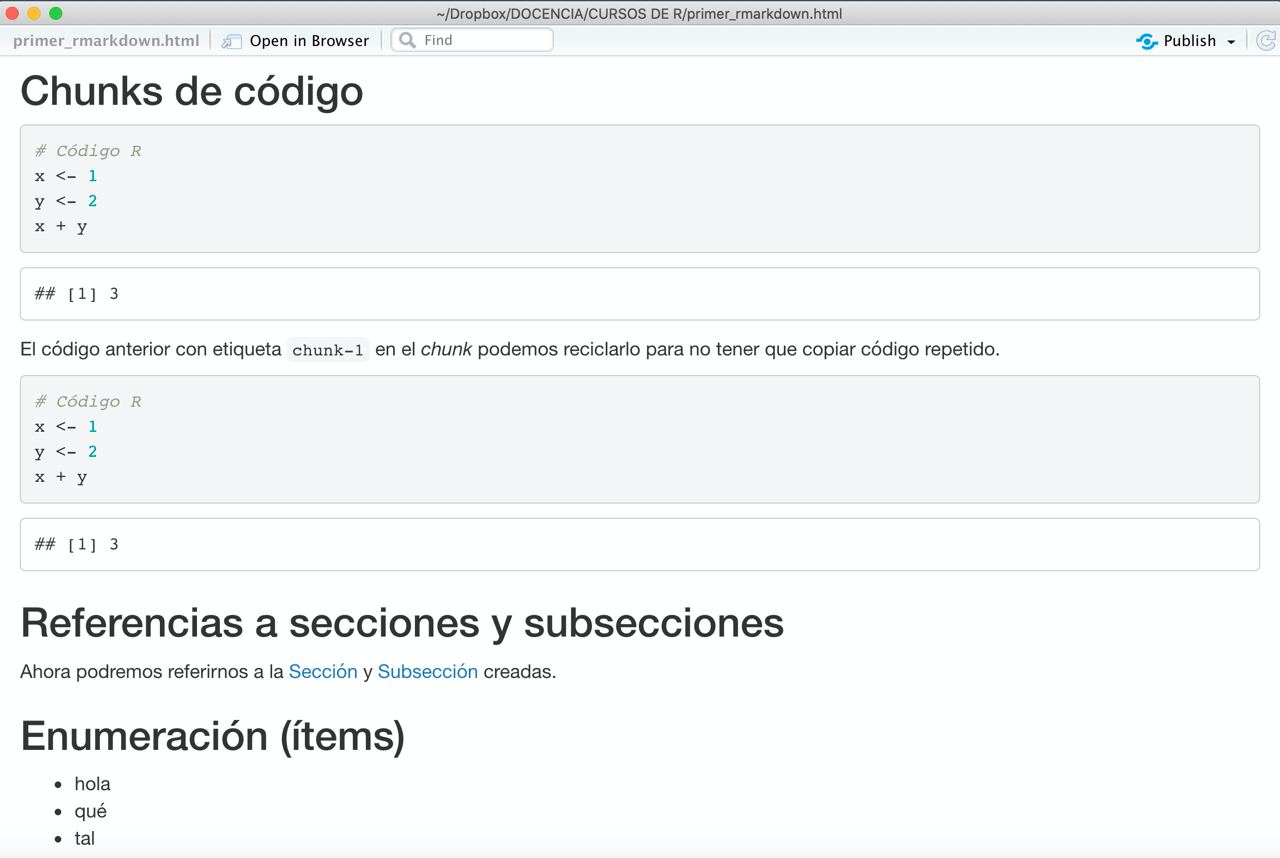 ~/Dropbox/DOCENCIA/CURSOS DE R/primer_rmarkdown.html
primer_rmarkdown.html Open in Browser Find Publish
Chunks de código
# Código R
x <- 1
y <- 2
x + y
## [1] 3
El código anterior con etiqueta chunk-1 en el chunk podemos reciclarlo para no tener que copiar código repetido.
# Código R
x <- 1
y <- 2
x + y
## [1] 3
Referencias a secciones y subsecciones
Ahora podremos referirnos a la Sección y Subsección creadas.
Enumeración (ítems)
• hola
• qué
• tal